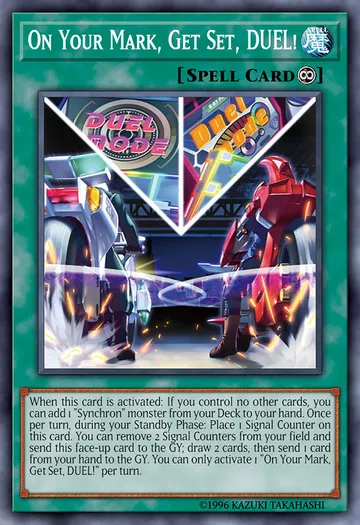 On Your Mark, Get Set, DUEL!
SPELL
魔
[Spell Card]
DUEL
MODE
Duel
Mode
When this card is activated: If you control no other cards, you
can add 1 "Synchron" monster from your Deck to your hand. Once
per turn, during your Standby Phase: Place 1 Signal Counter on
this card. You can remove 2 Signal Counters from your field and
send this face-up card to the GY; draw 2 cards, then send 1 card
from your hand to the GY. You can only activate 1 "On Your Mark,
Get Set, DUEL!" per turn.
©1996 KAZUKI TAKAHASHI